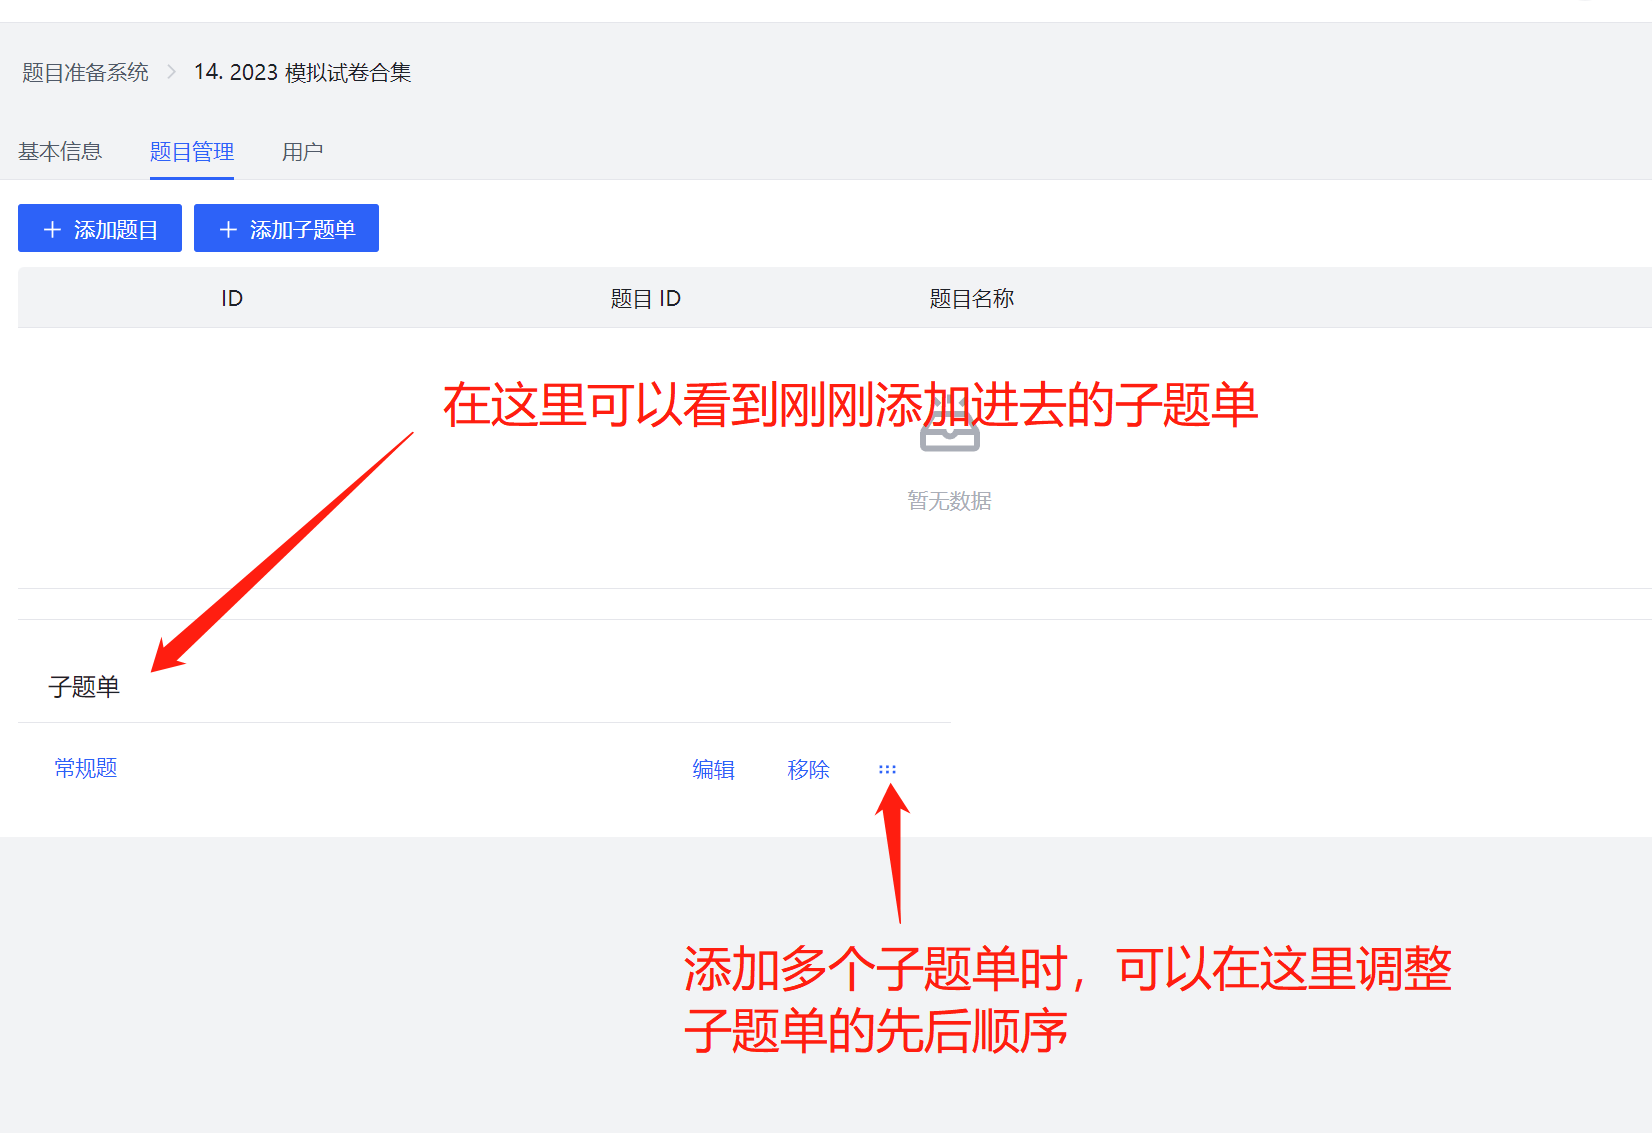 题目准备系统 > 14. 2023 模拟试卷合集
基本信息 题目管理 用户
+ 添加题目 + 添加子题单
ID 题目 ID 题目名称
在这里可以看到刚刚添加进去的子题单
暂无数据
子题单
常规题 编辑 移除
添加多个子题单时，可以在这里调整
子题单的先后顺序